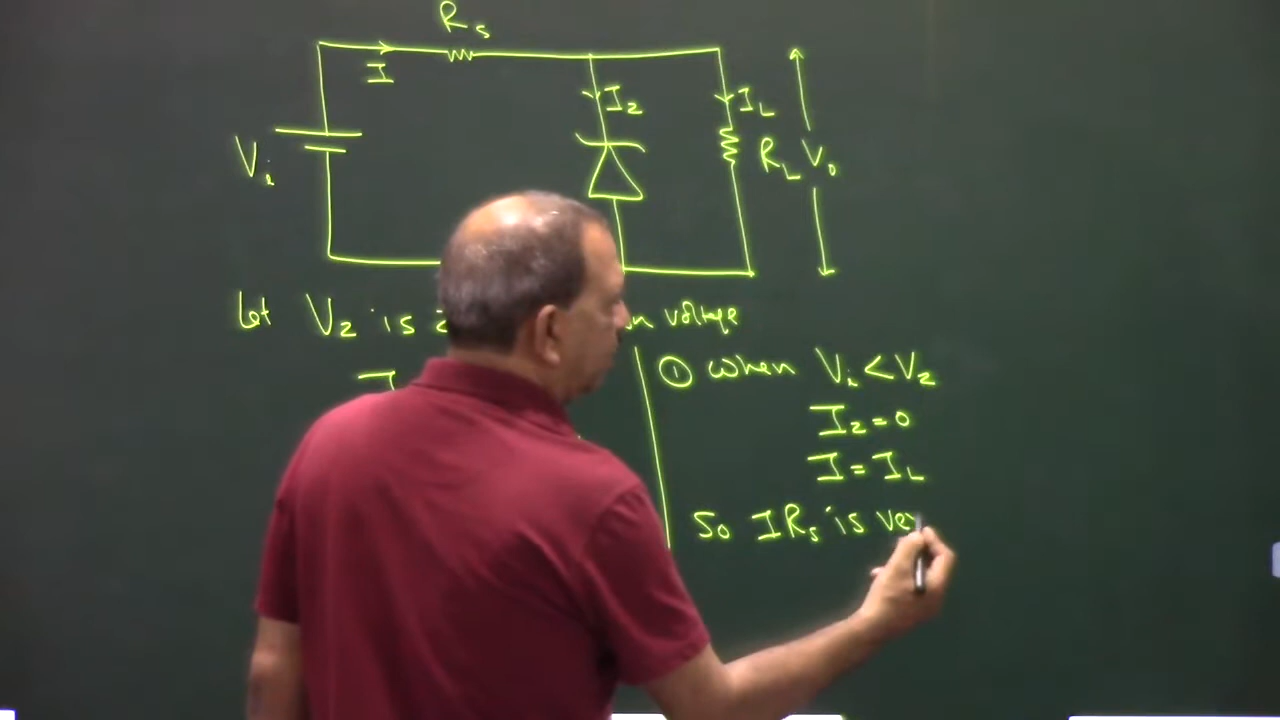 Rs
I
Vi
Iz
IL
RL
Vo
Let Vz is
voltage
I
① when Vi < Vz
Iz = 0
I = IL
So IRs is